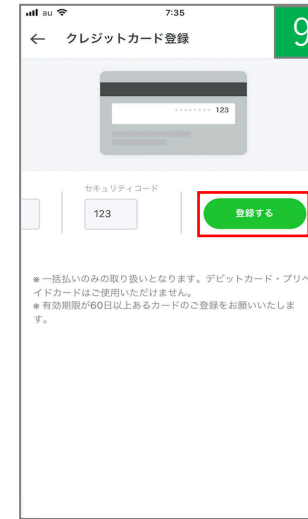 au 7:35
9
← クレジットカード登録
-------- 123
セキュリティコード
123
登録する
※一括払いのみの取り扱いとなります。デビットカード・プリペ
イドカードはご使用いただけません。
※有効期限が60日以上あるカードのご登録をお願いいたしま
す。